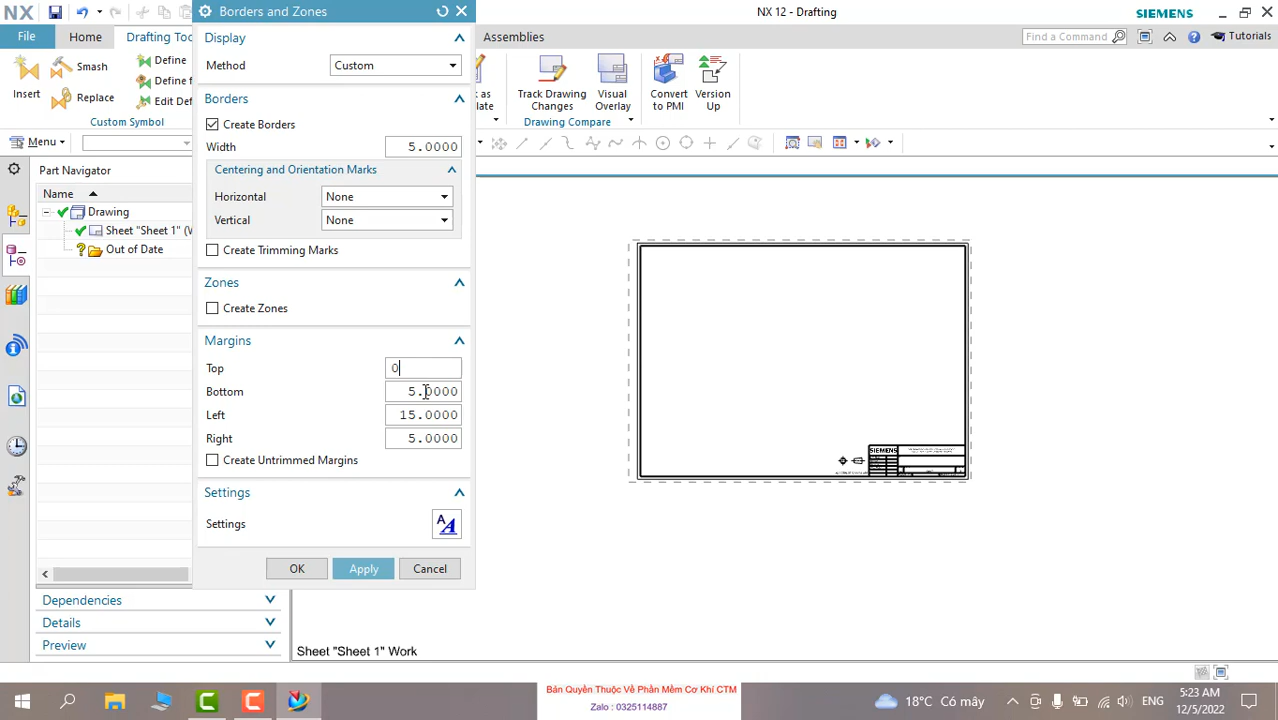 NX
Borders and Zones
NX 12 - Drafting
SIEMENS
File
Home
Drafting Too
Assemblies
Find a Command
Tutorials
Insert
Smash
Replace
Define
Define f
Edit Def
Custom Symbol
k as
late
Track Drawing
Changes
Visual
Overlay
Convert
to PMI
Version
Up
Drawing Compare
Menu
Part Navigator
Name
Drawing
Sheet "Sheet 1" (W
Out of Date
Display
Method
Custom
Borders
Create Borders
Width
5.0000
Centering and Orientation Marks
Horizontal
None
Vertical
None
Create Trimming Marks
Zones
Create Zones
Margins
Top
0
Bottom
5.0000
Left
15.0000
Right
5.0000
Create Untrimmed Margins
Settings
Settings
OK
Apply
Cancel
SIEMENS
Dependencies
Details
Preview
Sheet "Sheet 1" Work
Bản Quyền Thuộc Về Phần Mềm Cơ Khí CTM
Zalo : 0325114887
18°C Có mây
ENG
5:23 AM
12/5/2022